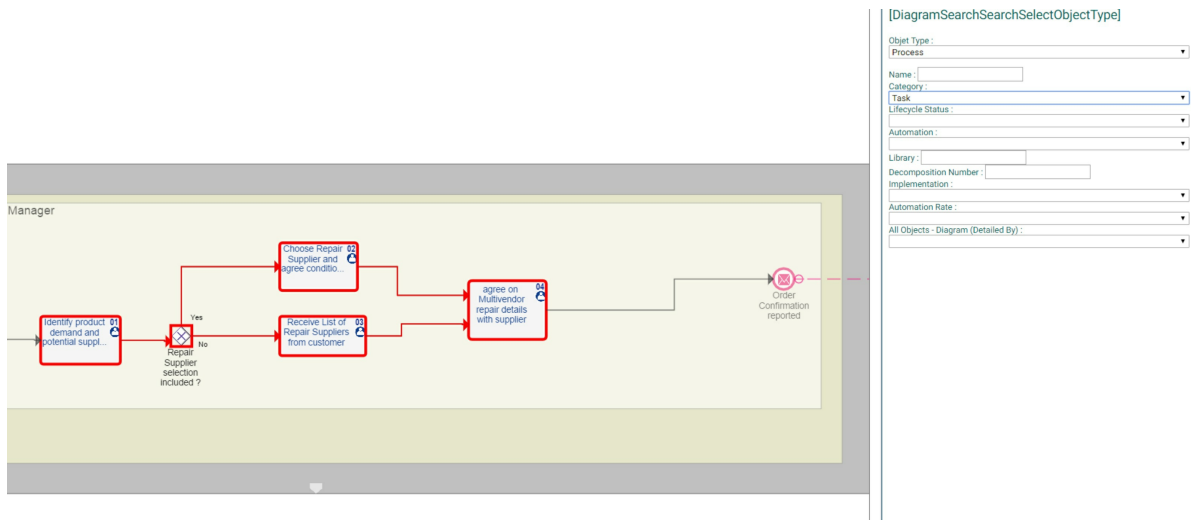 [DiagramSearchSearchSelectObjectType]
Objet Type :
Process
Name :
Category :
Task
Lifecycle Status :
Automation :
Library :
Decomposition Number :
Implementation :
Automation Rate :
All Objects - Diagram (Detailed By) :
Manager
Identify product 01
demand and
potential suppl...
Repair
Supplier
selection
included ?
Yes
No
Choose Repair 02
Supplier and
agree conditio...
Receive List of 03
Repair Suppliers
from customer
agree on 04
Multivendor
repair details
with supplier
Order
Confirmation
reported